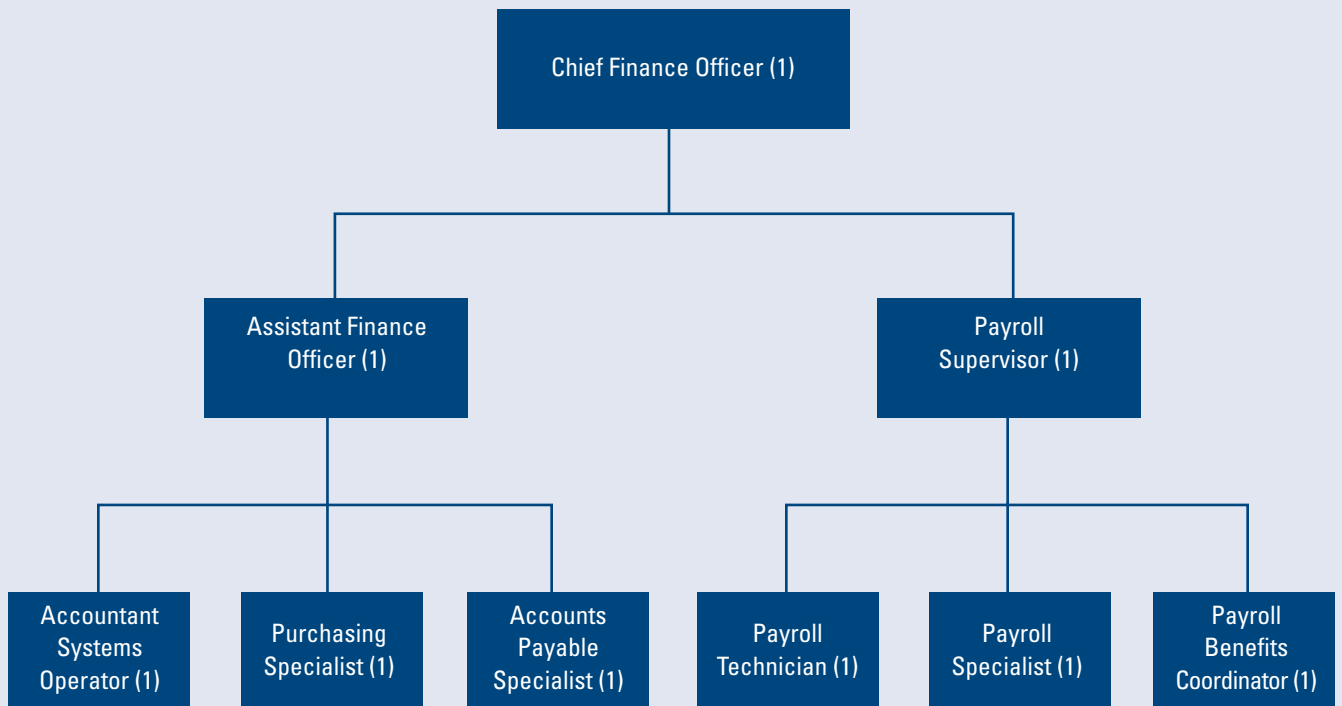 Chief Finance Officer (1)
Assistant Finance
Officer (1)
Payroll
Supervisor (1)
Accountant
Systems
Operator (1)
Purchasing
Specialist (1)
Accounts
Payable
Specialist (1)
Payroll
Technician (1)
Payroll
Specialist (1)
Payroll
Benefits
Coordinator (1)